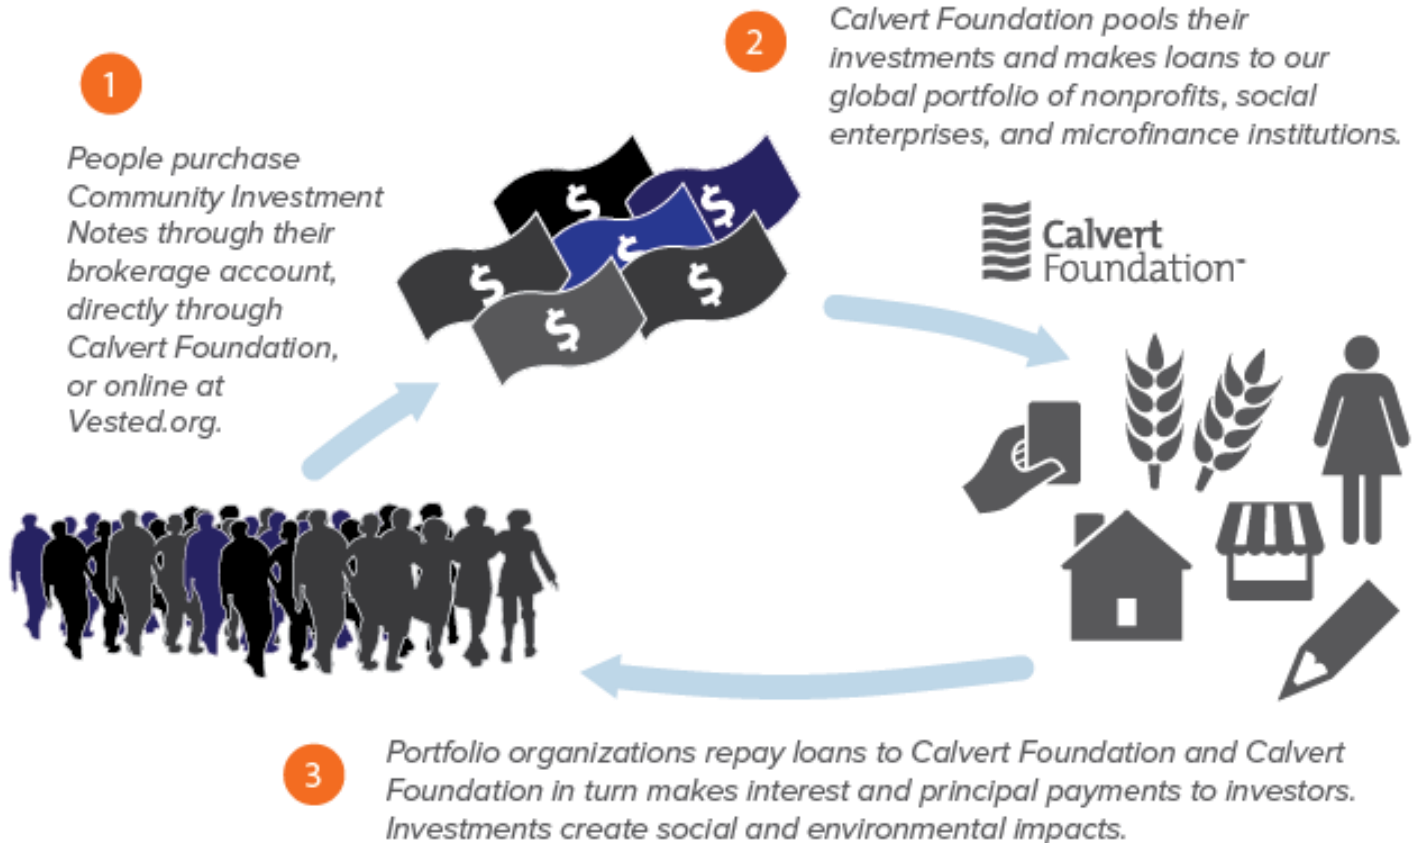 1
People purchase
Community Investment
Notes through their
brokerage account,
directly through
Calvert Foundation,
or online at
Vested.org.
2
Calvert Foundation pools their
investments and makes loans to our
global portfolio of nonprofits, social
enterprises, and microfinance institutions.
$
$
$
$
$
$
Calvert
Foundation™
3
Portfolio organizations repay loans to Calvert Foundation and Calvert
Foundation in turn makes interest and principal payments to investors.
Investments create social and environmental impacts.